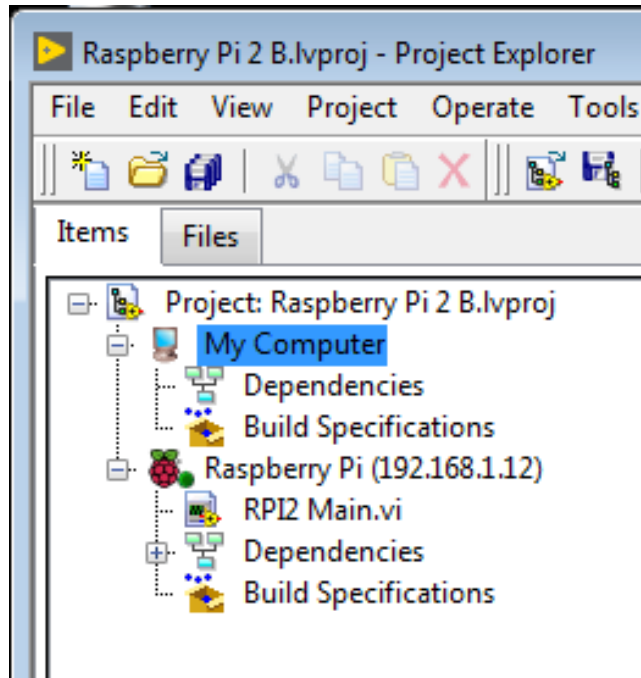 Raspberry Pi 2 B.lvproj - Project Explorer
File Edit View Project Operate Tools
Items Files
Project: Raspberry Pi 2 B.lvproj
My Computer
Dependencies
Build Specifications
Raspberry Pi (192.168.1.12)
RPI2 Main.vi
Dependencies
Build Specifications